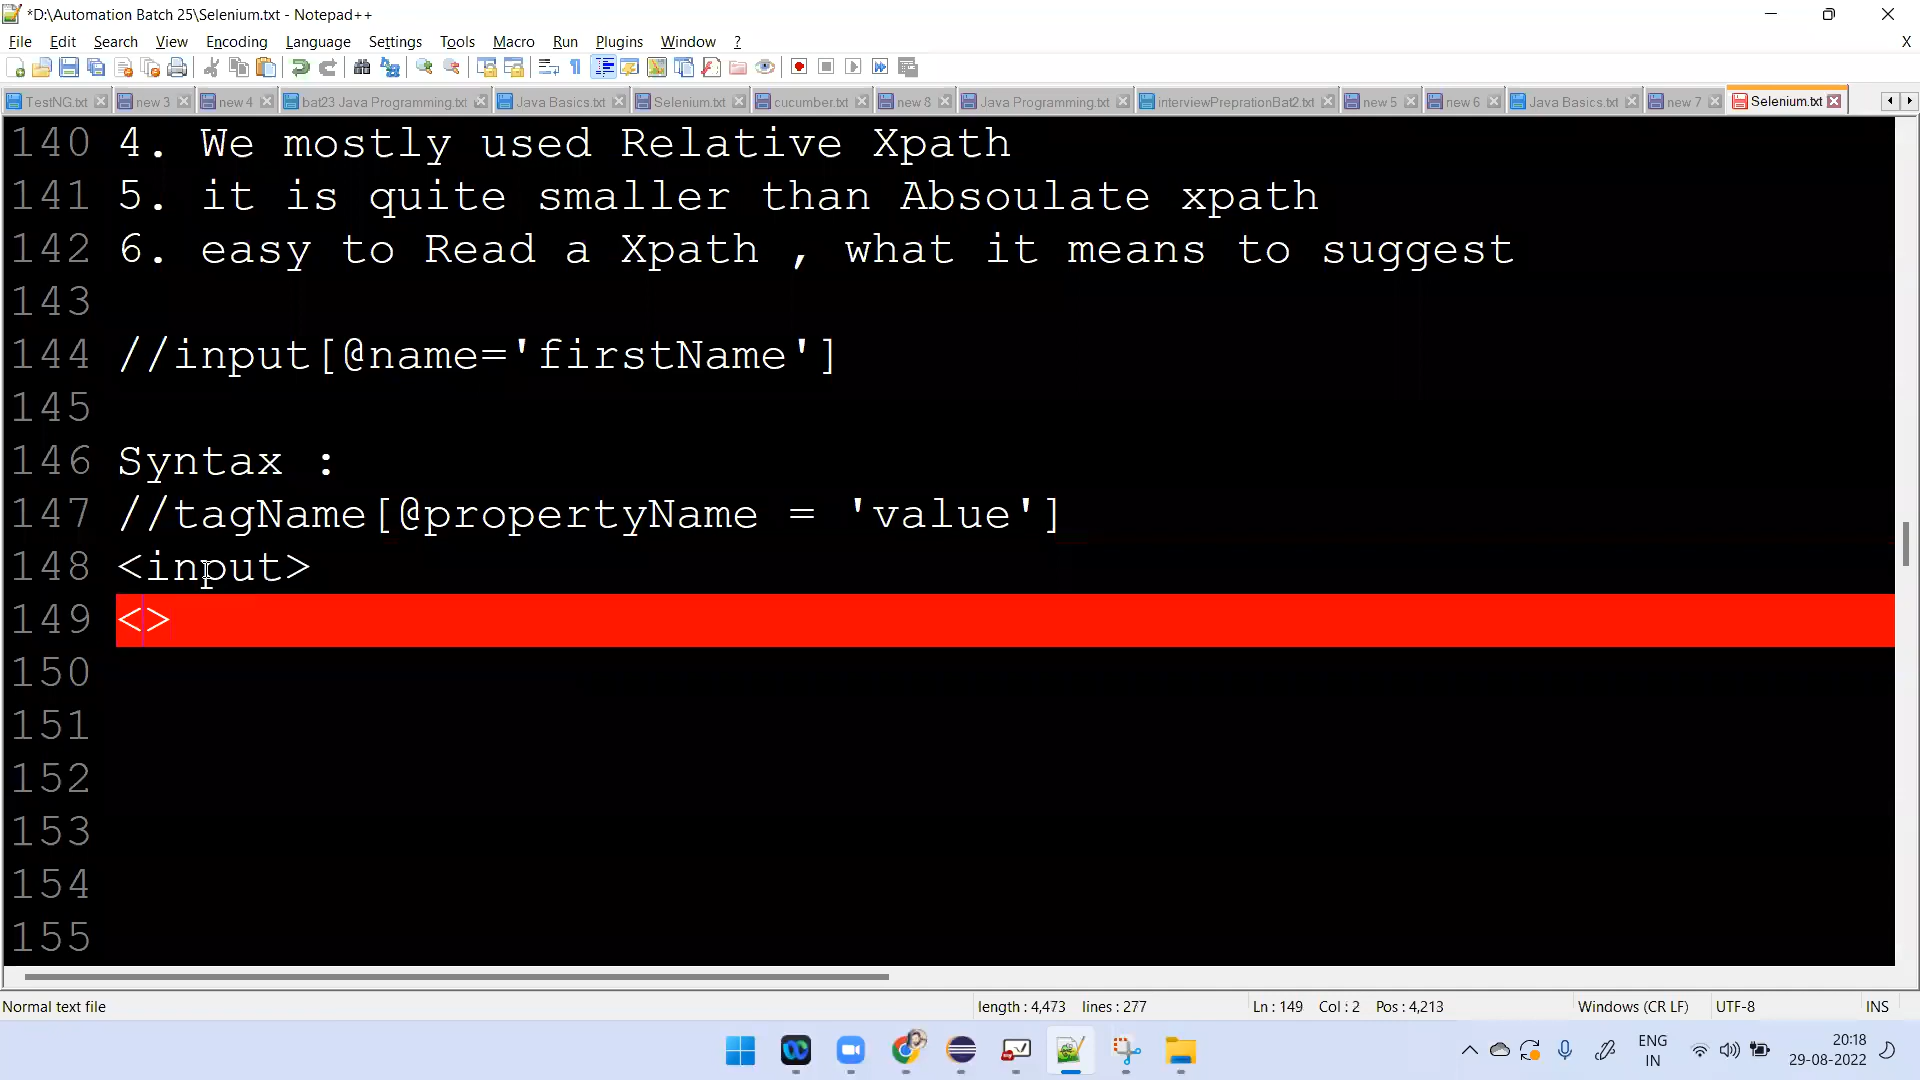 *D:\Automation Batch 25\Selenium.txt - Notepad++
File Edit Search View Encoding Language Settings Tools Macro Run Plugins Window ? X
TestNG.txt new 3 new 4 bat23 Java Programming.txt Java Basics.txt Selenium.txt cucumber.txt new 8 Java Programming.txt interviewPreprationBat2.txt new 5 new 6 Java Basics.txt new 7 Selenium.txt
140 4. We mostly used Relative Xpath
141 5. it is quite smaller than Absoulate xpath
142 6. easy to Read a Xpath , what it means to suggest
143
144 //input[@name='firstName']
145
146 Syntax :
147 //tagName[@propertyName = 'value']
148 <input>
149 <>
150
151
152
153
154
155
Normal text file length : 4,473 lines : 277 Ln : 149 Col : 2 Pos : 4,213 Windows (CR LF) UTF-8 INS
ENG 20:18
IN 29-08-2022